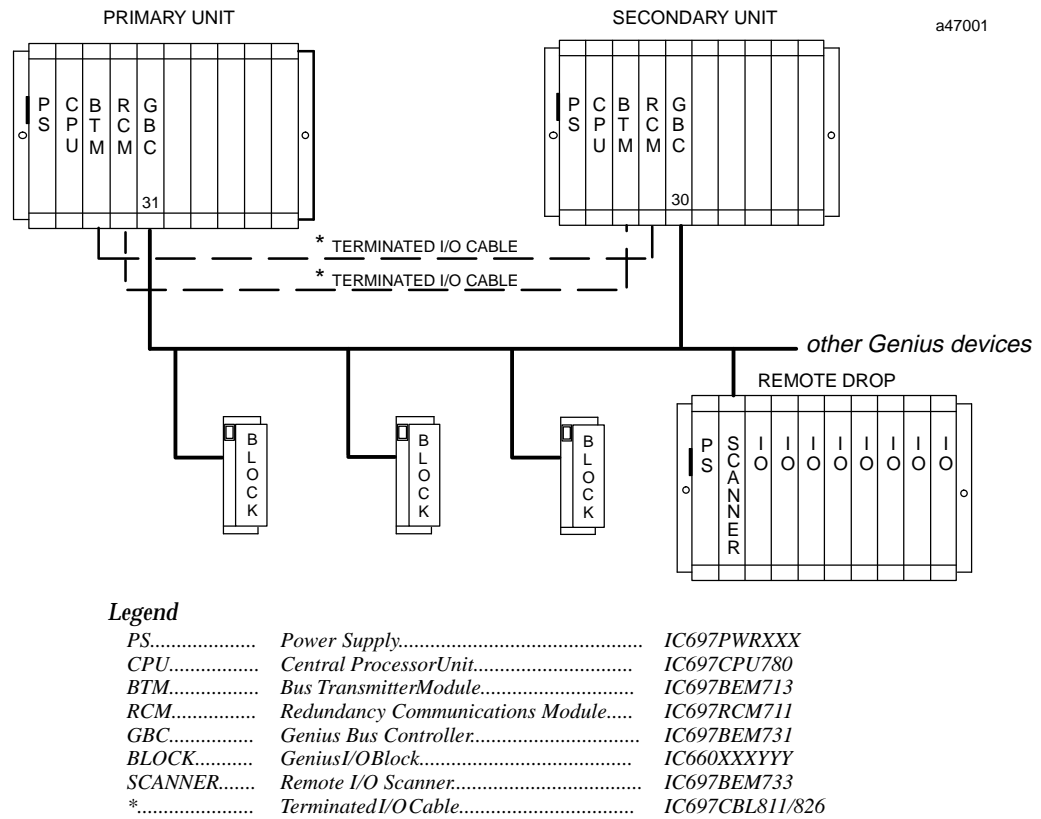 PRIMARY UNIT
SECONDARY UNIT
a47001
PS
CPU
BTM
RCM
GBC
31
PS
CPU
BTM
RCM
GBC
30
* TERMINATED I/O CABLE
* TERMINATED I/O CABLE
other Genius devices
REMOTE DROP
BLOCK
BLOCK
BLOCK
PS
SCANNER
IO
IO
IO
IO
IO
IO
IO
IO
Legend
PS................... Power Supply............................................. IC697PWRXXX
CPU................. Central ProcessorUnit.............................. IC697CPU780
BTM................. Bus TransmitterModule............................. IC697BEM713
RCM................ Redundancy Communications Module..... IC697RCM711
GBC................ Genius Bus Controller................................ IC697BEM731
BLOCK........... GeniusI/OBlock........................................ IC660XXXYYY
SCANNER....... Remote I/O Scanner................................... IC697BEM733
*...................... TerminatedI/OCable................................. IC697CBL811/826